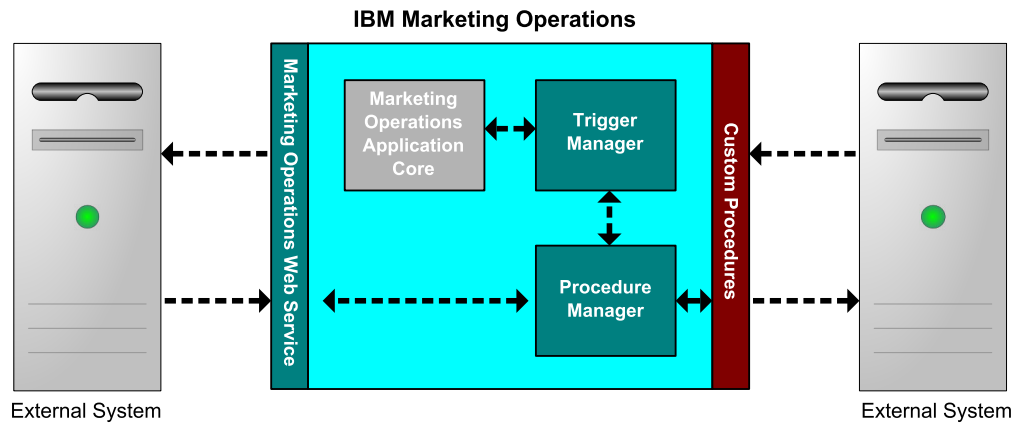 IBM Marketing Operations
Marketing Operations Web Service
Marketing
Operations
Application
Core
Trigger
Manager
Procedure
Manager
Custom Procedures
External System
External System